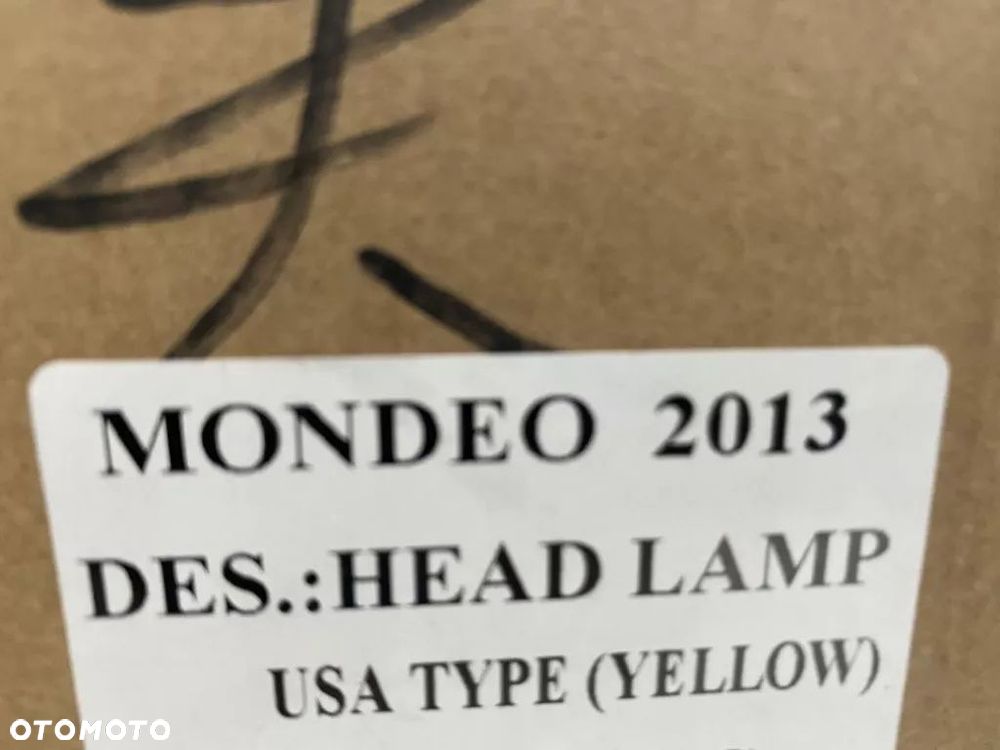 MONDEO 2013
DES.:HEAD LAMP
USA TYPE (YELLOW)
OTOMOTO